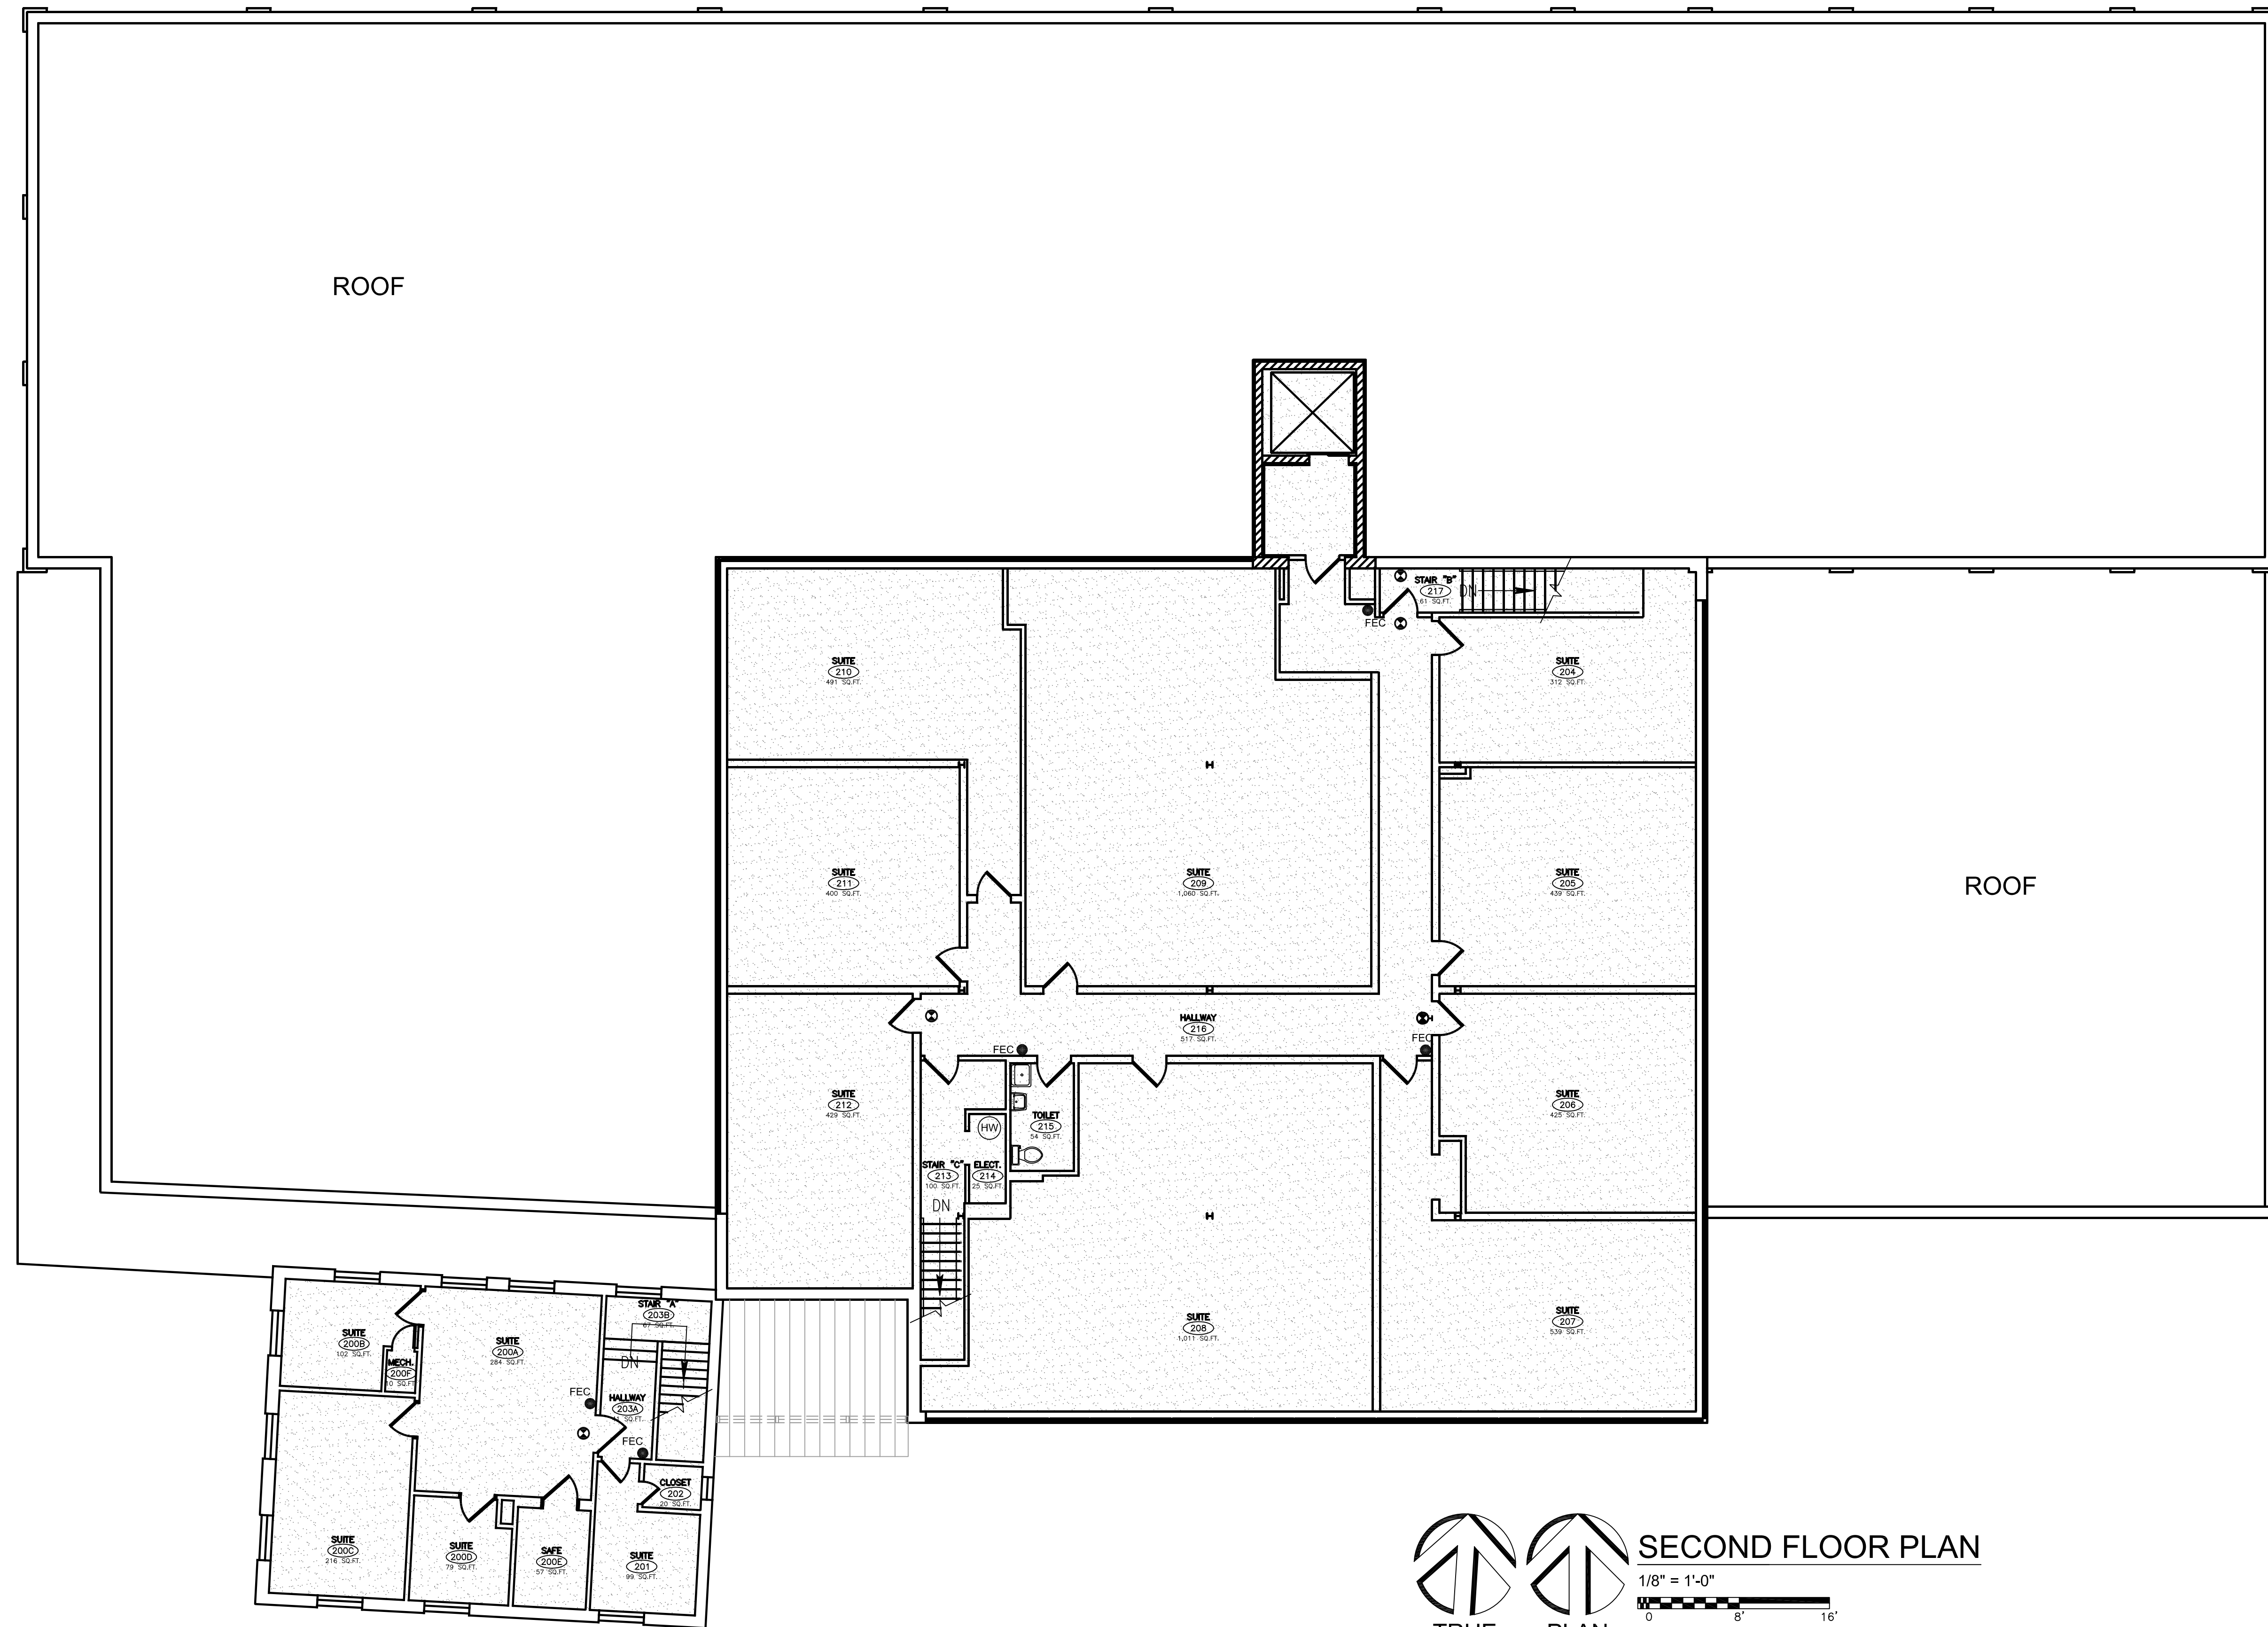 ROOF
STAIR "B"
217
61 SQ.FT.
DN
FEC
SUITE
210
491 SQ.FT.
SUITE
204
312 SQ.FT.
SUITE
211
400 SQ.FT.
SUITE
209
1,060 SQ.FT.
SUITE
205
439 SQ.FT.
ROOF
HALLWAY
216
517 SQ.FT.
FEC
FEC
SUITE
212
429 SQ.FT.
HW
TOILET
215
54 SQ.FT.
SUITE
206
425 SQ.FT.
STAIR "C"
213
100 SQ.FT.
ELECT.
214
25 SQ.FT.
DN
SUITE
208
1,011 SQ.FT.
SUITE
207
539 SQ.FT.
STAIR "A"
203B
67 SQ.FT.
SUITE
200B
102 SQ.FT.
SUITE
200A
284 SQ.FT.
MECH.
200F
10 SQ.FT.
DN
FEC
HALLWAY
203A
SQ.FT.
FEC
CLOSET
202
20 SQ.FT.
SUITE
200C
216 SQ.FT.
SUITE
200D
79 SQ.FT.
SAFE
200E
57 SQ.FT.
SUITE
201
99 SQ.FT.
SECOND FLOOR PLAN
1/8" = 1'-0"
0 8' 16'
TRUE PLAN